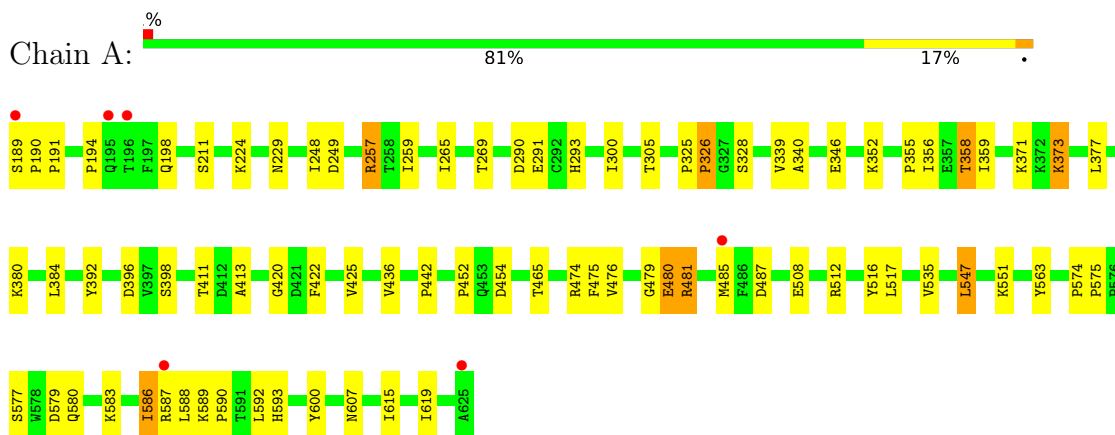 .%
Chain A:
81% 17% •
S189 P190 P191 P194 Q195 T196 F197 Q198 S211 K224 N229 I248 D249 R257 T258 I259 I265 T269 D290 E291 C292 H293 I300 T305 P325 P326 G327 S328 V339 A340 E346 K352 P355 I356 E357 T358 I359 K371 K372 K373 L377
K380 L384 Y392 D396 V397 S398 T411 D412 A413 G420 D421 F422 V425 V436 P442 P452 Q453 D454 T465 R474 F475 V476 G479 E480 R481 M485 F486 D487 E508 R512 Y516 L517 V535 L547 K551 Y563 P574 P575 P576
S577 W578 D579 Q580 K583 I586 R587 L588 K589 P590 T591 L592 H593 Y600 N607 I615 I619 A625